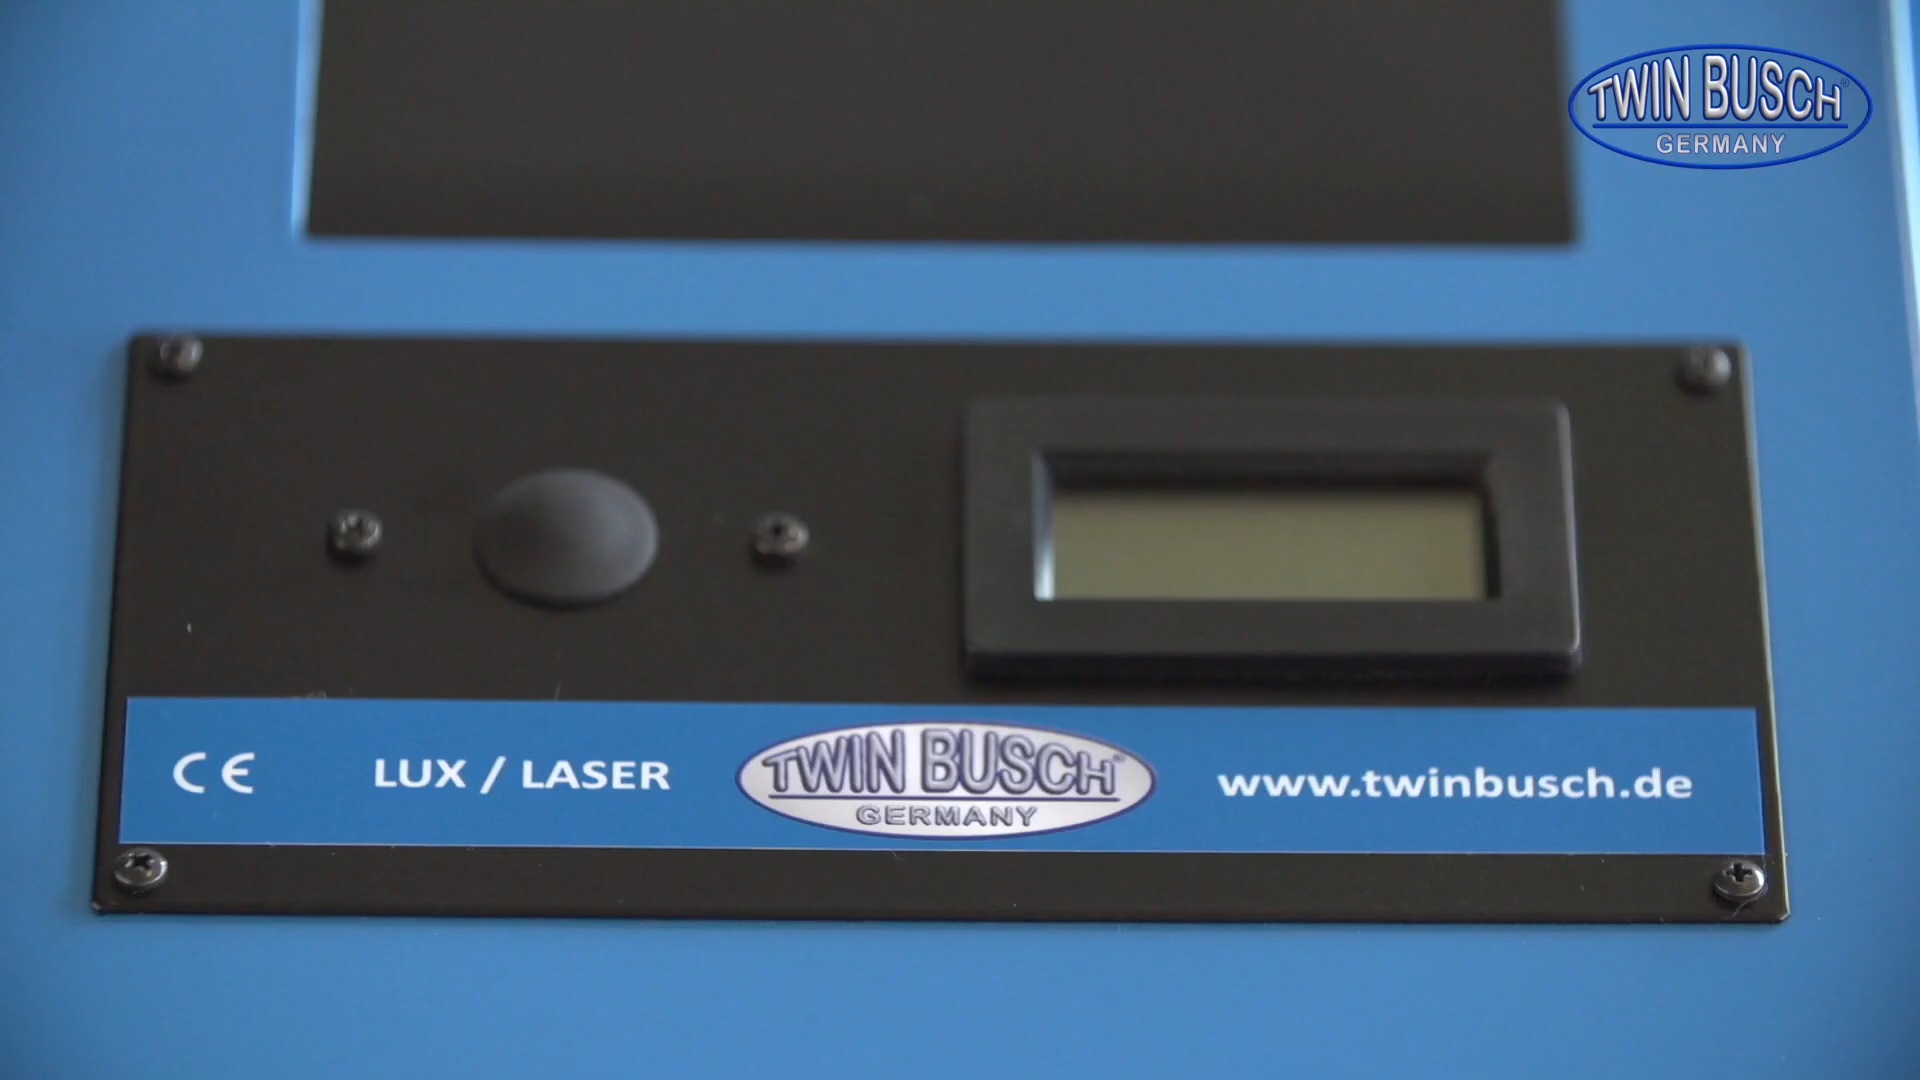 TWIN BUSCH®
GERMANY
CE LUX / LASER TWIN BUSCH® www.twinbusch.de
GERMANY